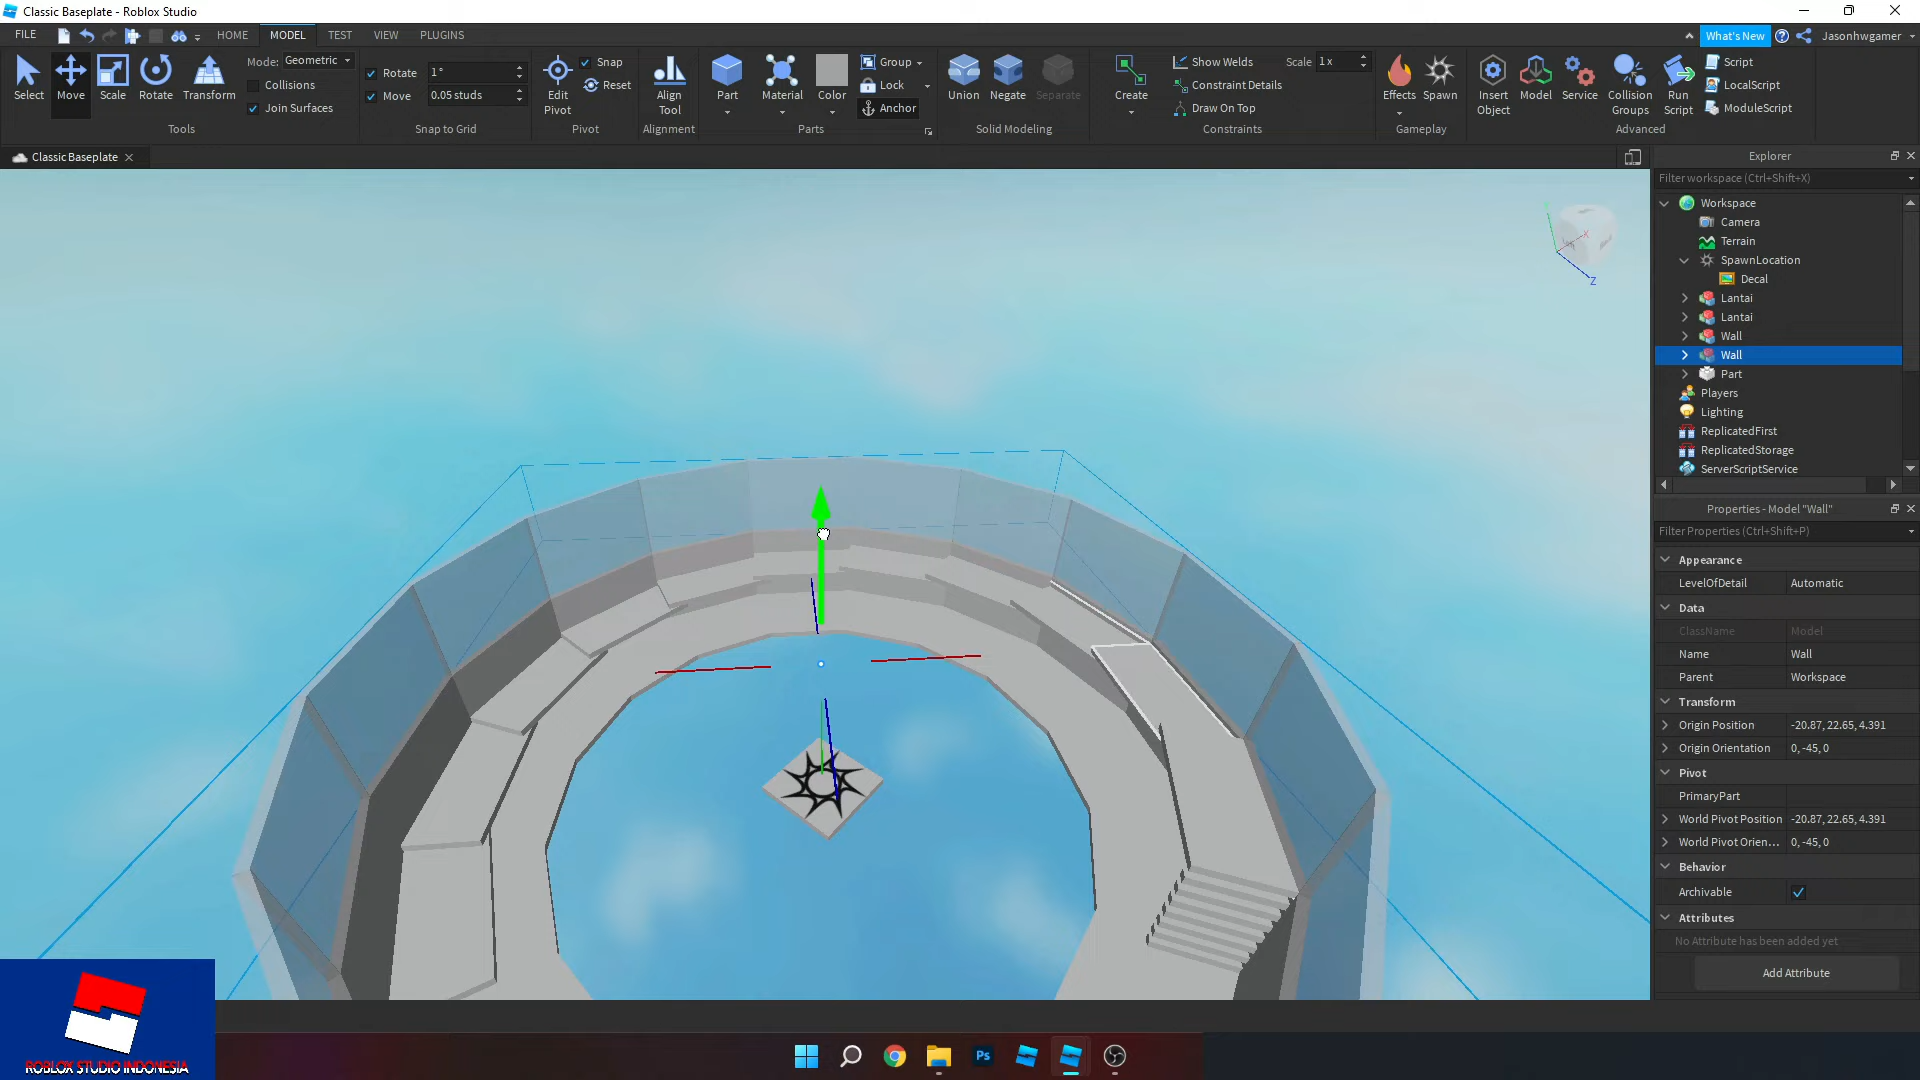 Classic Baseplate - Roblox Studio
FILE HOME MODEL TEST VIEW PLUGINS What's New Jasonhwgamer
Select Move Scale Rotate Transform
Mode: Geometric
Collisions
Join Surfaces
Tools
Rotate 1°
Move 0.05 studs
Snap to Grid
Edit Pivot
Snap
Reset
Pivot
Align Tool
Alignment
Part Material Color
Group
Lock
Anchor
Parts
Union Negate Separate
Solid Modeling
Create
Show Welds
Constraint Details
Draw On Top
Scale 1 x
Constraints
Effects Spawn
Gameplay
Insert Object
Model
Service
Collision Groups
Run Script
Script
LocalScript
ModuleScript
Advanced
Classic Baseplate
Explorer
Filter workspace (Ctrl+Shift+X)
Workspace
Camera
Terrain
SpawnLocation
Decal
Lantai
Lantai
Wall
Wall
Part
Players
Lighting
ReplicatedFirst
ReplicatedStorage
ServerScriptService
Properties - Model "Wall"
Filter Properties (Ctrl+Shift+P)
Appearance
LevelOfDetail Automatic
Data
ClassName Model
Name Wall
Parent Workspace
Transform
Origin Position -20.87, 22.65, 4.391
Origin Orientation 0, -45, 0
Pivot
PrimaryPart
World Pivot Position -20.87, 22.65, 4.391
World Pivot Orien... 0, -45, 0
Behavior
Archivable
Attributes
No Attribute has been added yet
Add Attribute
X
Z
Ps
ROBLOX STUDIO INDONESIA